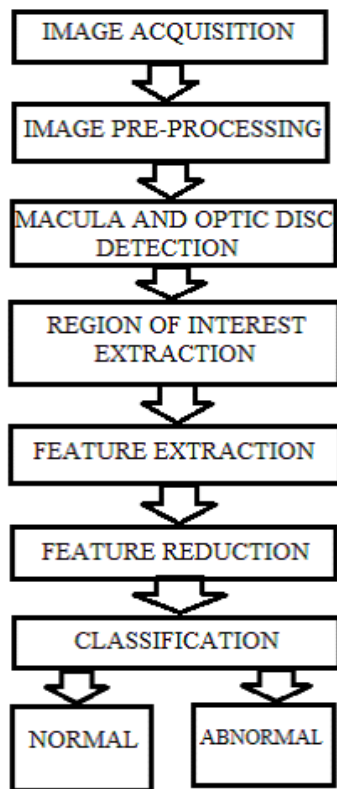 IMAGE ACQUISITION
IMAGE PRE-PROCESSING
MACULA AND OPTIC DISC
DETECTION
REGION OF INTEREST
EXTRACTION
FEATURE EXTRACTION
FEATURE REDUCTION
CLASSIFICATION
NORMAL
ABNORMAL